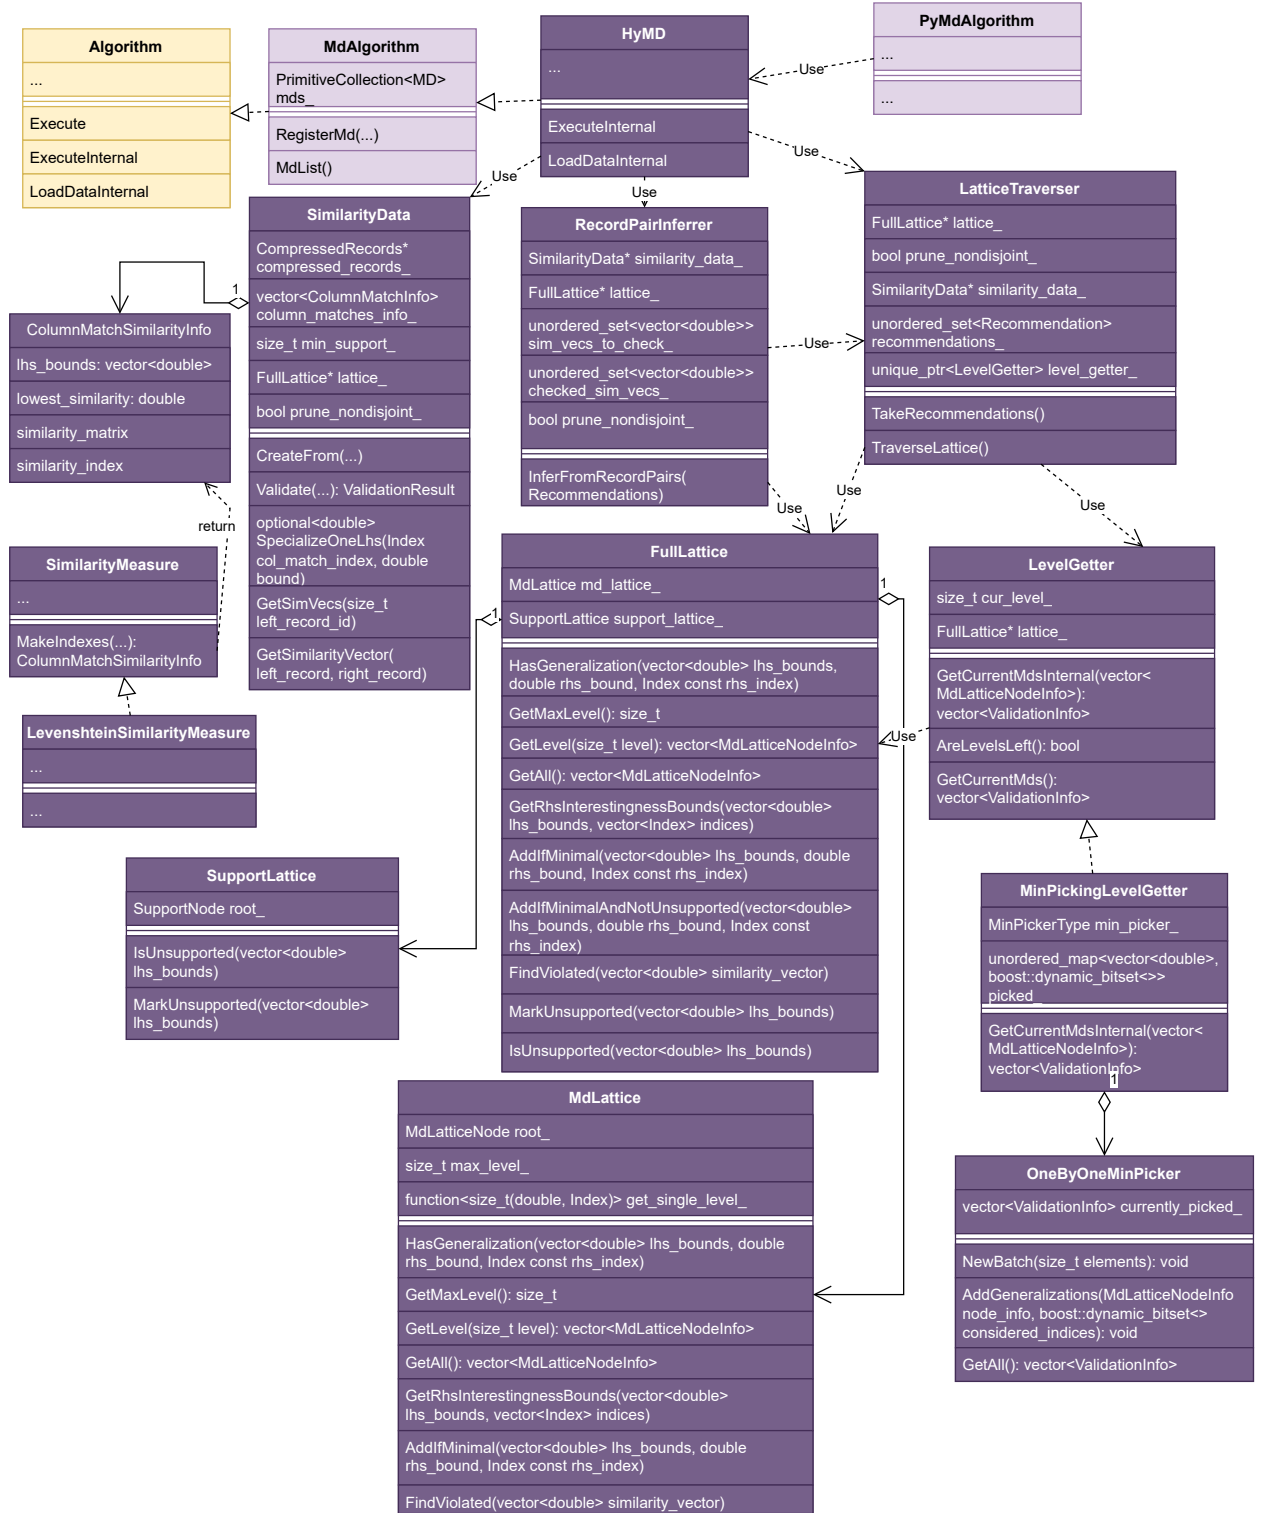 Algorithm
...
Execute
ExecuteInternal
LoadDataInternal
MdAlgorithm
PrimitiveCollection<MD>
mds_
RegisterMd(...)
MdList()
HyMD
...
ExecuteInternal
LoadDataInternal
PyMdAlgorithm
...
...
Use
Use
Use
Use
SimilarityData
CompressedRecords*
compressed_records_
vector<ColumnMatchInfo>
column_matches_info_
size_t min_support_
FullLattice* lattice_
bool prune_nondisjoint_
CreateFrom(...)
Validate(...): ValidationResult
optional<double>
SpecializeOneLhs(Index
col_match_index, double
bound)
GetSimVecs(size_t
left_record_id)
GetSimilarityVector(
left_record, right_record)
1
RecordPairInferrer
SimilarityData* similarity_data_
FullLattice* lattice_
unordered_set<vector<double>>
sim_vecs_to_check_
unordered_set<vector<double>>
checked_sim_vecs_
bool prune_nondisjoint_
InferFromRecordPairs(
Recommendations)
Use
Use
LatticeTraverser
FullLattice* lattice_
bool prune_nondisjoint_
SimilarityData* similarity_data_
unordered_set<Recommendation>
recommendations_
unique_ptr<LevelGetter> level_getter_
TakeRecommendations()
TraverseLattice()
Use
Use
ColumnMatchSimilarityInfo
lhs_bounds: vector<double>
lowest_similarity: double
similarity_matrix
similarity_index
return
SimilarityMeasure
...
MakeIndexes(...):
ColumnMatchSimilarityInfo
LevenshteinSimilarityMeasure
...
...
FullLattice
MdLattice md_lattice_
SupportLattice support_lattice_
HasGeneralization(vector<double> lhs_bounds,
double rhs_bound, Index const rhs_index)
GetMaxLevel(): size_t
GetLevel(size_t level): vector<MdLatticeNodeInfo>
GetAll(): vector<MdLatticeNodeInfo>
GetRhsInterestingnessBounds(vector<double>
lhs_bounds, vector<Index> indices)
AddIfMinimal(vector<double> lhs_bounds, double
rhs_bound, Index const rhs_index)
AddIfMinimalAndNotUnsupported(vector<double>
lhs_bounds, double rhs_bound, Index const
rhs_index)
FindViolated(vector<double> similarity_vector)
MarkUnsupported(vector<double> lhs_bounds)
IsUnsupported(vector<double> lhs_bounds)
1
1
Use
LevelGetter
size_t cur_level_
FullLattice* lattice_
GetCurrentMdsInternal(vector<
MdLatticeNodeInfo>):
vector<ValidationInfo>
AreLevelsLeft(): bool
GetCurrentMds():
vector<ValidationInfo>
SupportLattice
SupportNode root_
IsUnsupported(vector<double>
lhs_bounds)
MarkUnsupported(vector<double>
lhs_bounds)
MinPickingLevelGetter
MinPickerType min_picker_
unordered_map<vector<double>,
boost::dynamic_bitset<>>
picked_
GetCurrentMdsInternal(vector<
MdLatticeNodeInfo>):
vector<ValidationInfo>
1
MdLattice
MdLatticeNode root_
size_t max_level_
function<size_t(double, Index)> get_single_level_
HasGeneralization(vector<double> lhs_bounds, double
rhs_bound, Index const rhs_index)
GetMaxLevel(): size_t
GetLevel(size_t level): vector<MdLatticeNodeInfo>
GetAll(): vector<MdLatticeNodeInfo>
GetRhsInterestingnessBounds(vector<double>
lhs_bounds, vector<Index> indices)
AddIfMinimal(vector<double> lhs_bounds, double
rhs_bound, Index const rhs_index)
FindViolated(vector<double> similarity_vector)
OneByOneMinPicker
vector<ValidationInfo> currently_picked_
NewBatch(size_t elements): void
AddGeneralizations(MdLatticeNodeInfo
node_info, boost::dynamic_bitset<>
considered_indices): void
GetAll(): vector<ValidationInfo>